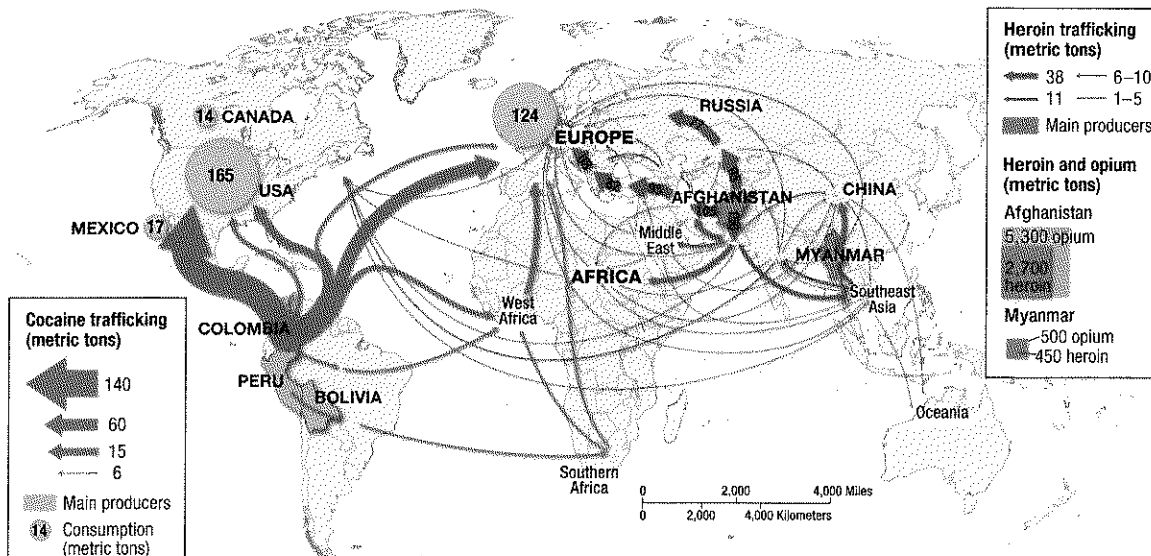 14 CANADA
165
USA
MEXICO 17
124
EUROPE
RUSSIA
AFGHANISTAN
CHINA
Middle
East
MYANMAR
AFRICA
Southeast
Asia
West
Africa
COLOMBIA
PERU
BOLIVIA
Oceania
Southern
Africa
0 2,000 4,000 Miles
0 2,000 4,000 Kilometers
Cocaine trafficking
(metric tons)
140
60
15
6
Main producers
14 Consumption
(metric tons)
Heroin trafficking
(metric tons)
38 6–10
11 1–5
Main producers
Heroin and opium
(metric tons)
Afghanistan
5,300 opium
2,700
heroin
Myanmar
500 opium
450 heroin